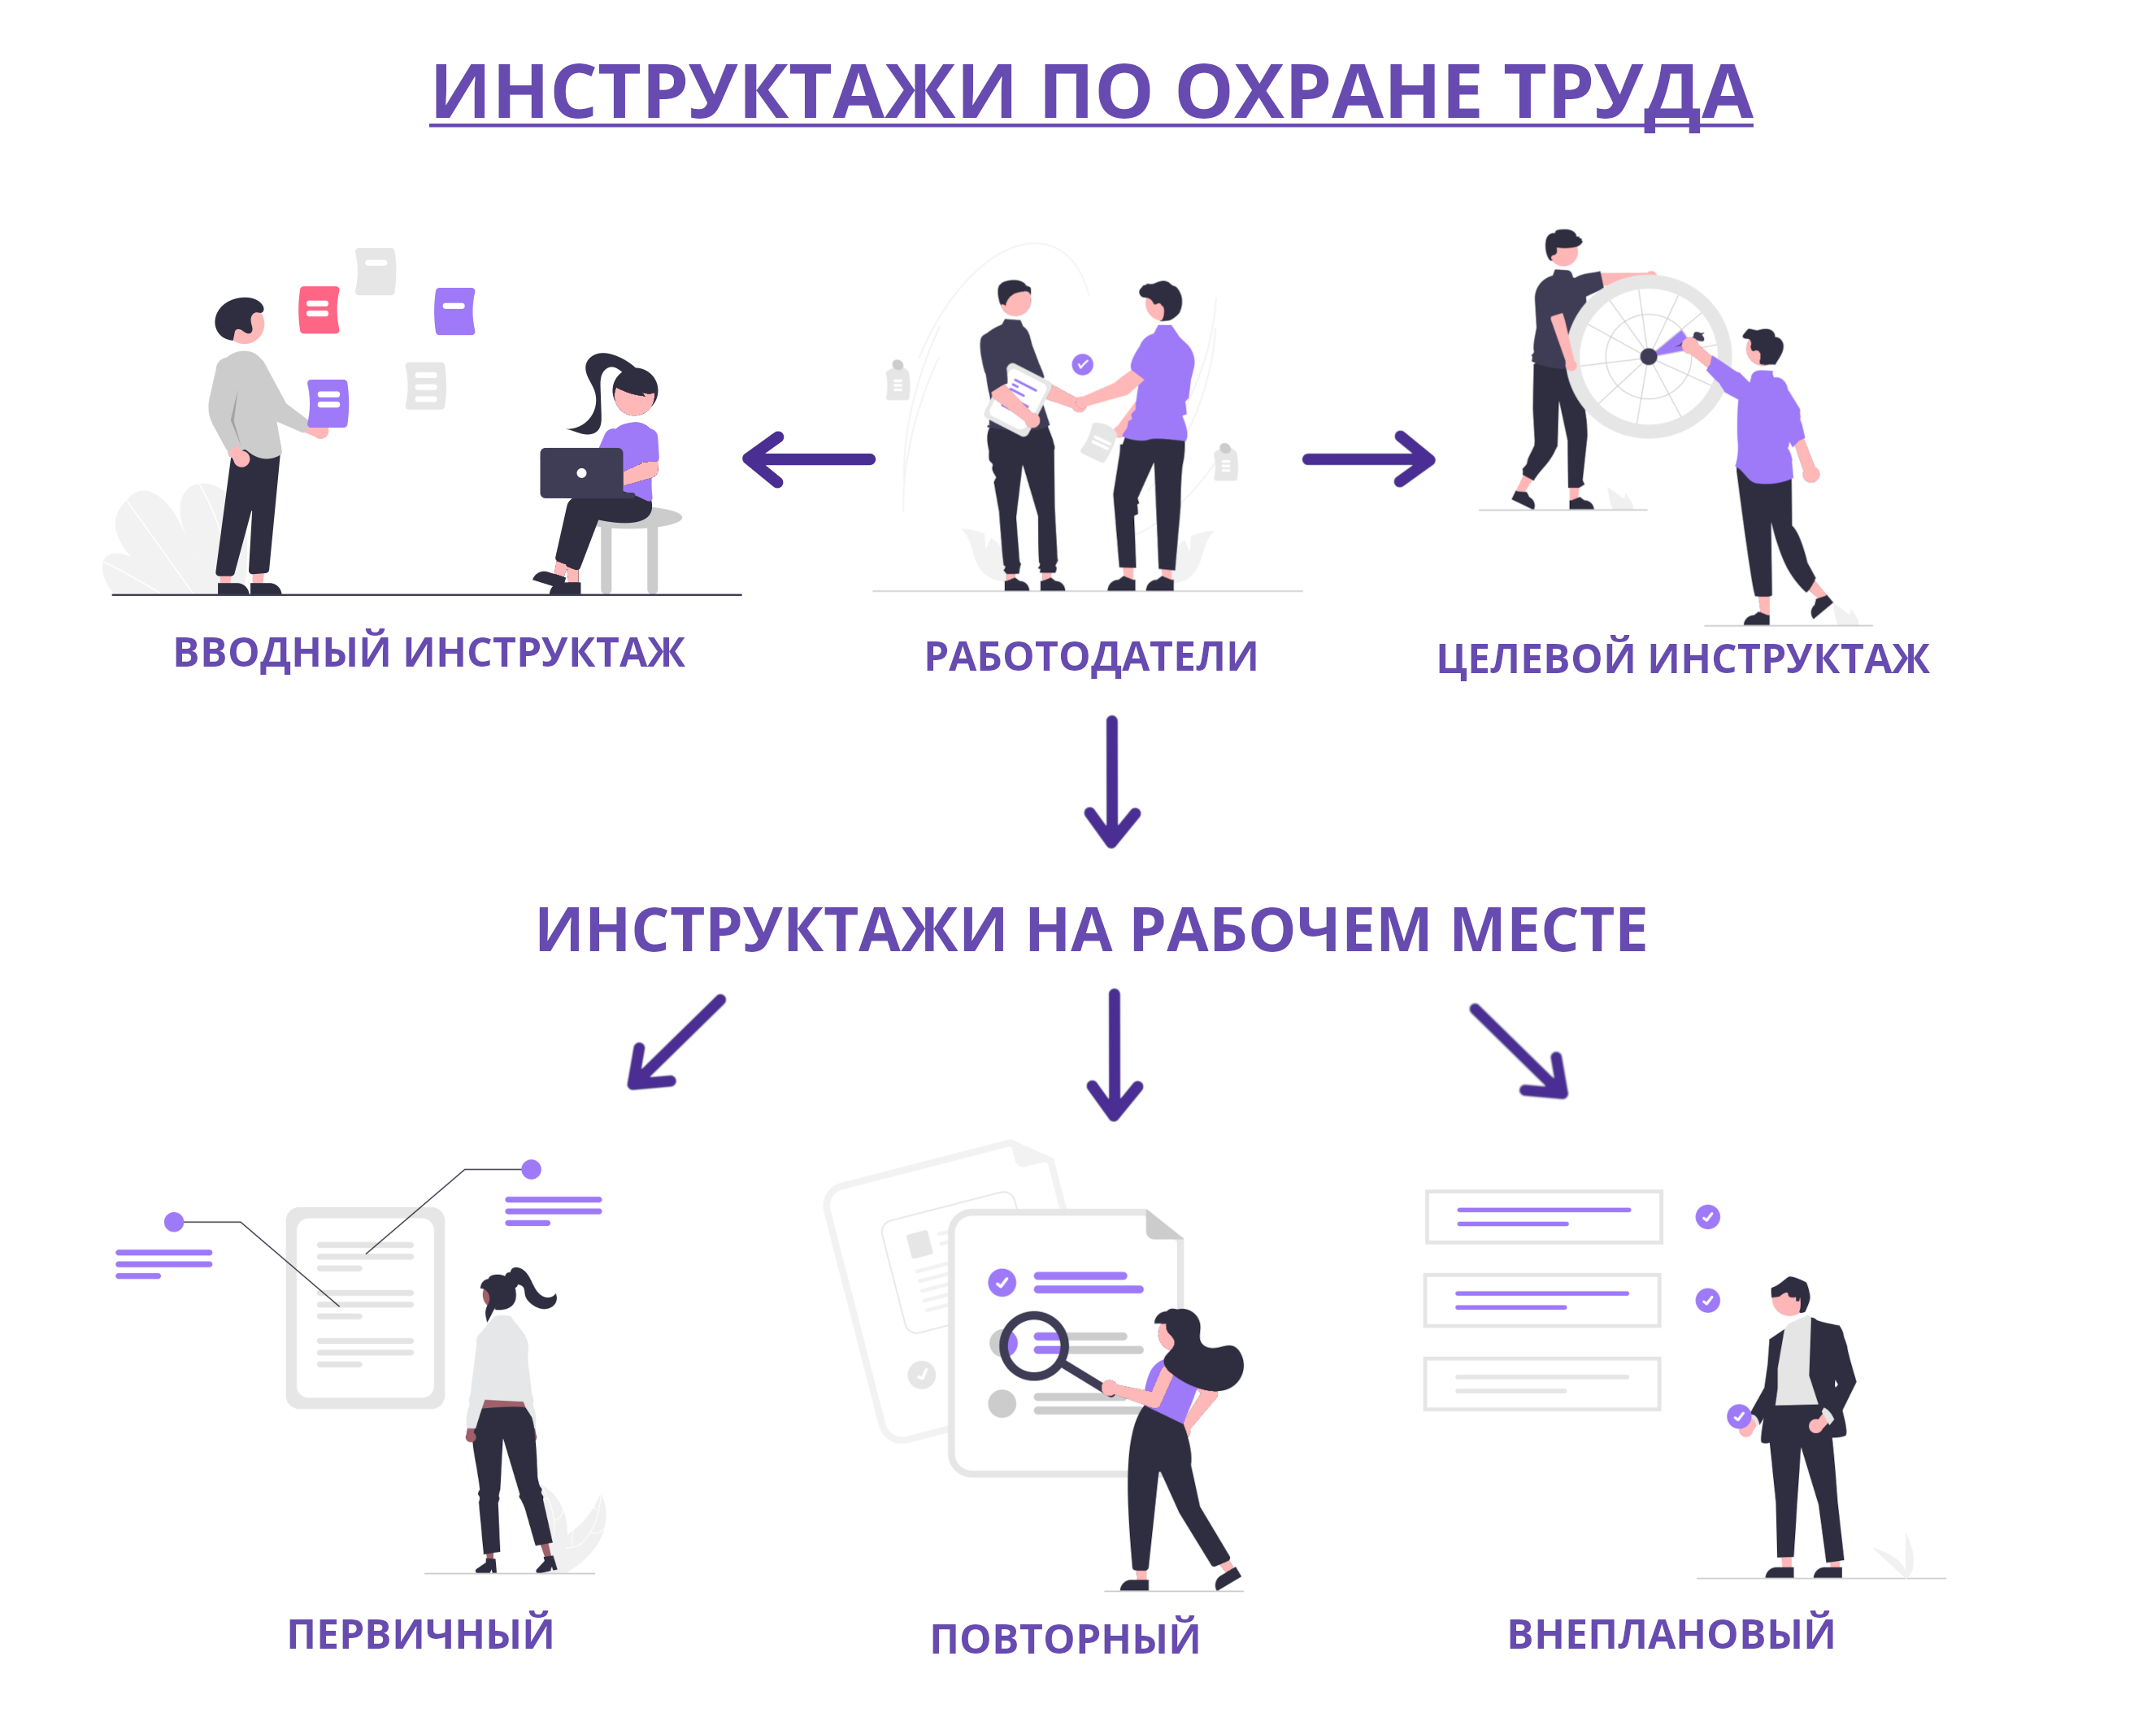 ИНСТРУКТАЖИ ПО ОХРАНЕ ТРУДА
ВВОДНЫЙ ИНСТРУКТАЖ
РАБОТОДАТЕЛИ
ЦЕЛЕВОЙ ИНСТРУКТАЖ
ИНСТРУКТАЖИ НА РАБОЧЕМ МЕСТЕ
ПЕРВИЧНЫЙ
ПОВТОРНЫЙ
ВНЕПЛАНОВЫЙ